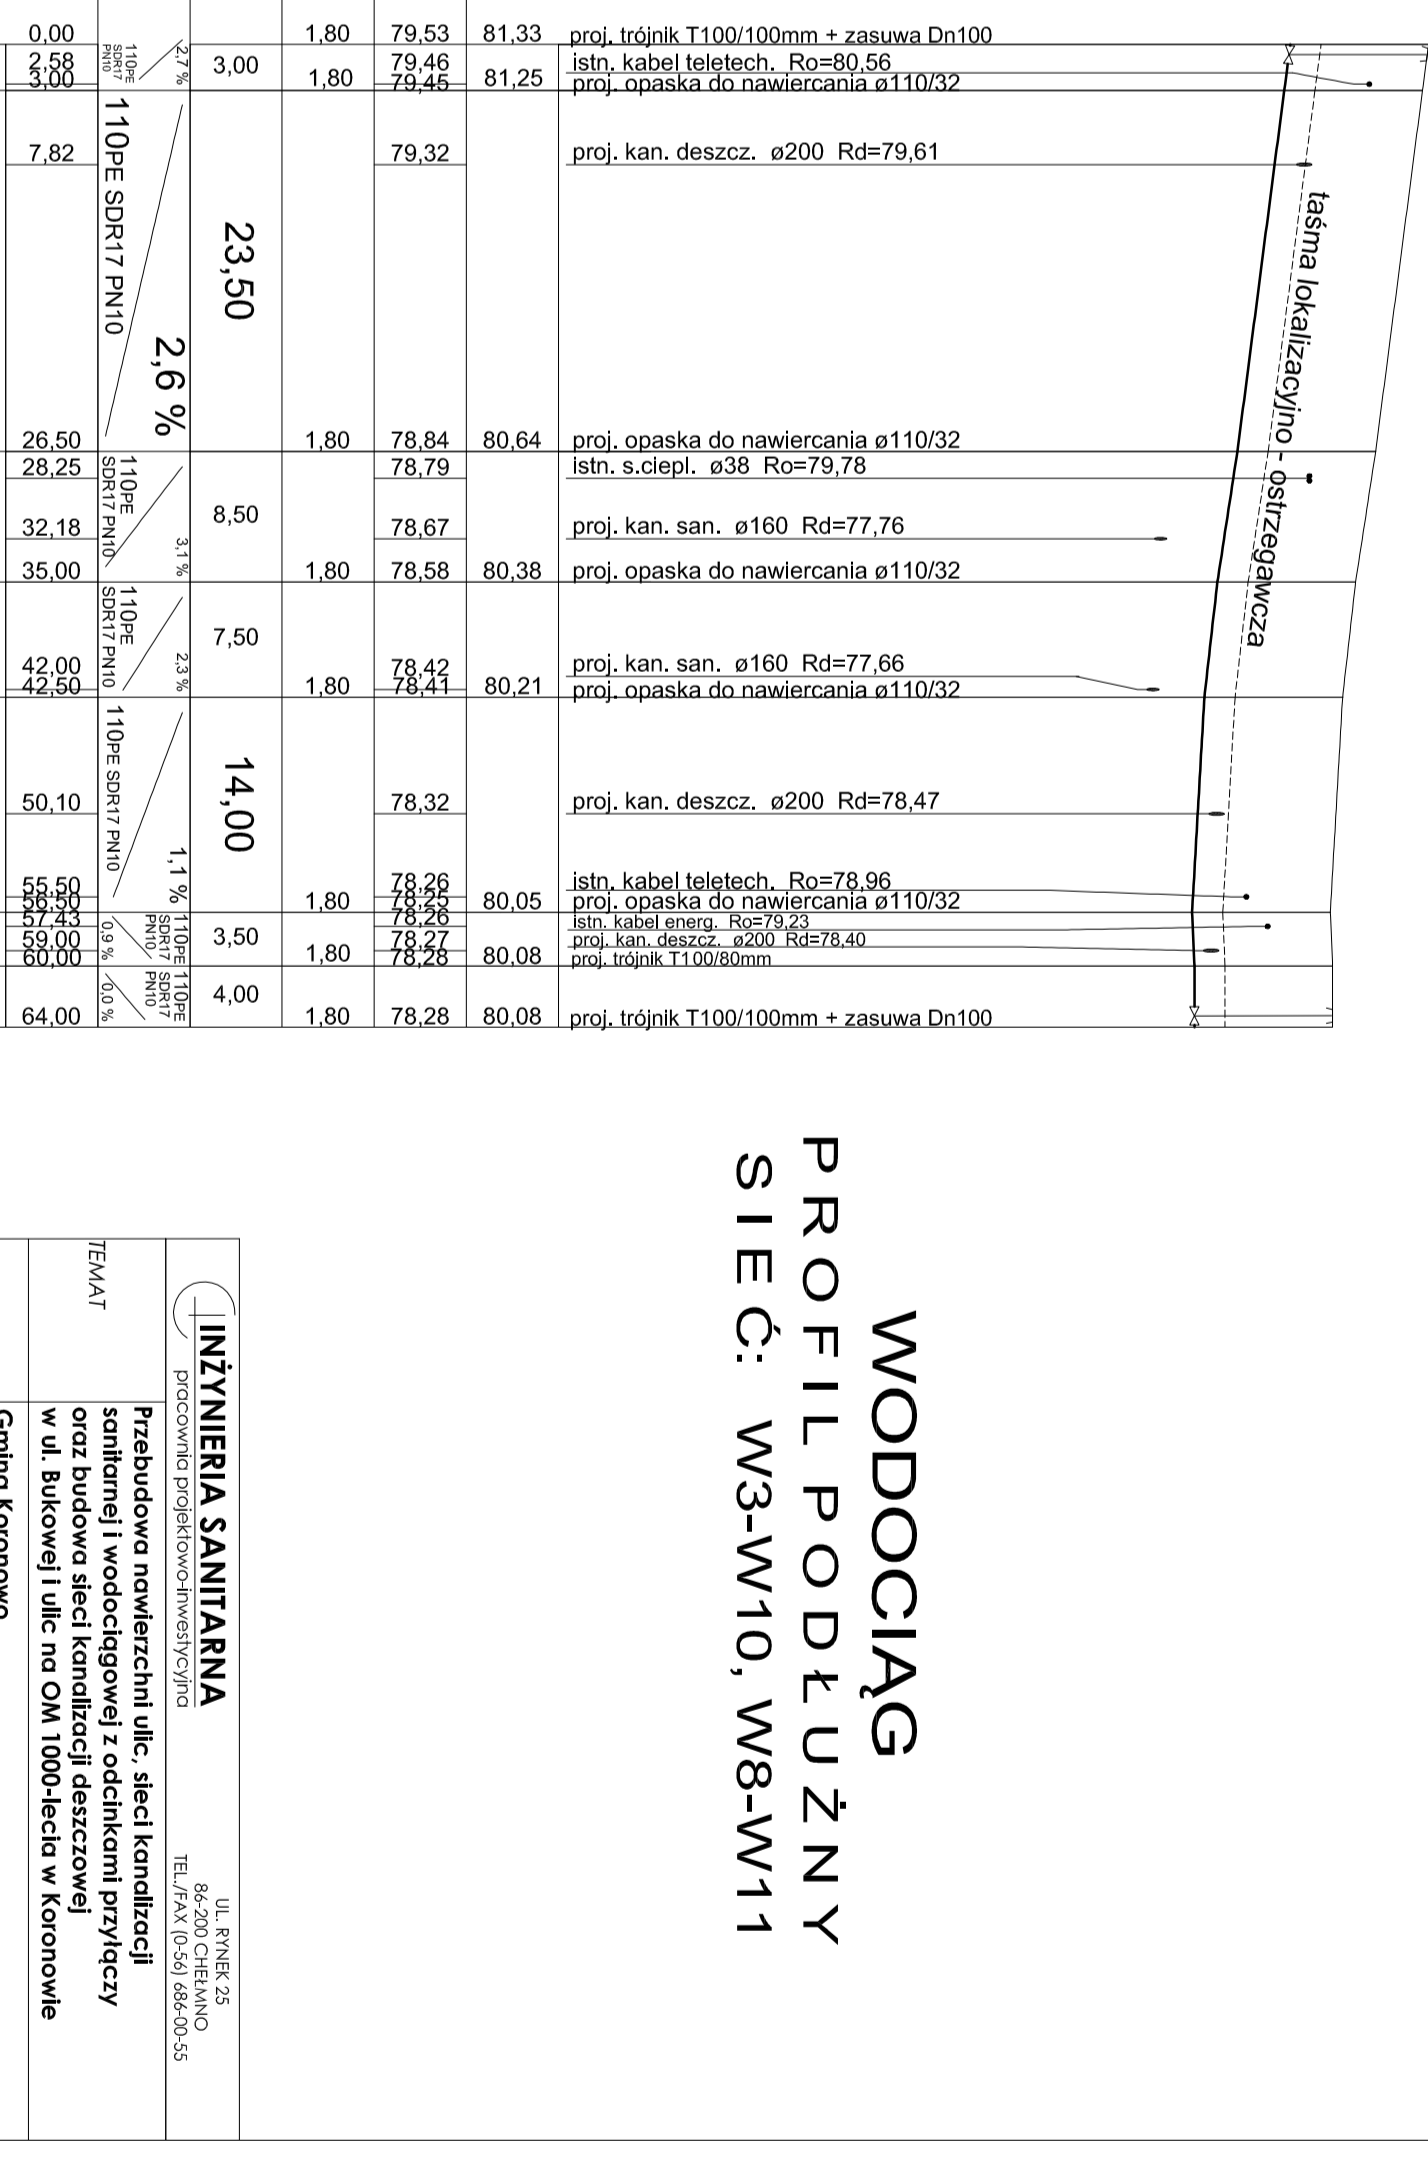 0,00 2,7 % 110PE SDR17 PN10 1,80 79,53 81,33 proj. trójnik T100/100mm + zasuwa Dn100
2,58 3,00 79,46 istn. kabel teletech. Ro=80,56
3,00 1,80 79,45 81,25 proj. opaska do nawiercania ø110/32
7,82 79,32 proj. kan. deszcz. ø200 Rd=79,61
110PE SDR17 PN10 2,6 % 23,50
taśma lokalizacyjno - ostrzegawcza
26,50 1,80 78,84 80,64 proj. opaska do nawiercania ø110/32
28,25 78,79 istn. s.ciepl. ø38 Ro=79,78
110PE SDR17 PN10 3,1 % 8,50
32,18 78,67 proj. kan. san. ø160 Rd=77,76
35,00 1,80 78,58 80,38 proj. opaska do nawiercania ø110/32
110PE SDR17 PN10 2,3 % 7,50
42,00 78,42 proj. kan. san. ø160 Rd=77,66
42,50 1,80 78,41 80,21 proj. opaska do nawiercania ø110/32
110PE SDR17 PN10 1,1 % 14,00
50,10 78,32 proj. kan. deszcz. ø200 Rd=78,47
55,50 78,26 istn. kabel teletech. Ro=78,96
56,50 1,80 78,25 80,05 proj. opaska do nawiercania ø110/32
57,43 78,26 istn. kabel energ. Ro=79,23
0,9 % 110PE SDR17 PN10 3,50
59,00 78,27 proj. kan. deszcz. ø200 Rd=78,40
60,00 1,80 78,28 80,08 proj. trójnik T100/80mm
0,0 % 110PE SDR17 PN10 4,00
64,00 1,80 78,28 80,08 proj. trójnik T100/100mm + zasuwa Dn100
WODOCIĄG
PROFIL PODŁUŻNY
SIEĆ: W3-W10, W8-W11
INŻYNIERIA SANITARNA
pracownia projektowo-inwestycyjna
UL. RYNEK 25
86-200 CHEŁMNO
TEL./FAX (0-56) 686-00-55
TEMAT
Przebudowa nawierzchni ulic, sieci kanalizacji
sanitarnej i wodociągowej z odcinkami przyłączy
oraz budowa sieci kanalizacji deszczowej
w ul. Bukowej i ulic na OM 1000-lecia w Koronowie
Gmina Koronowo